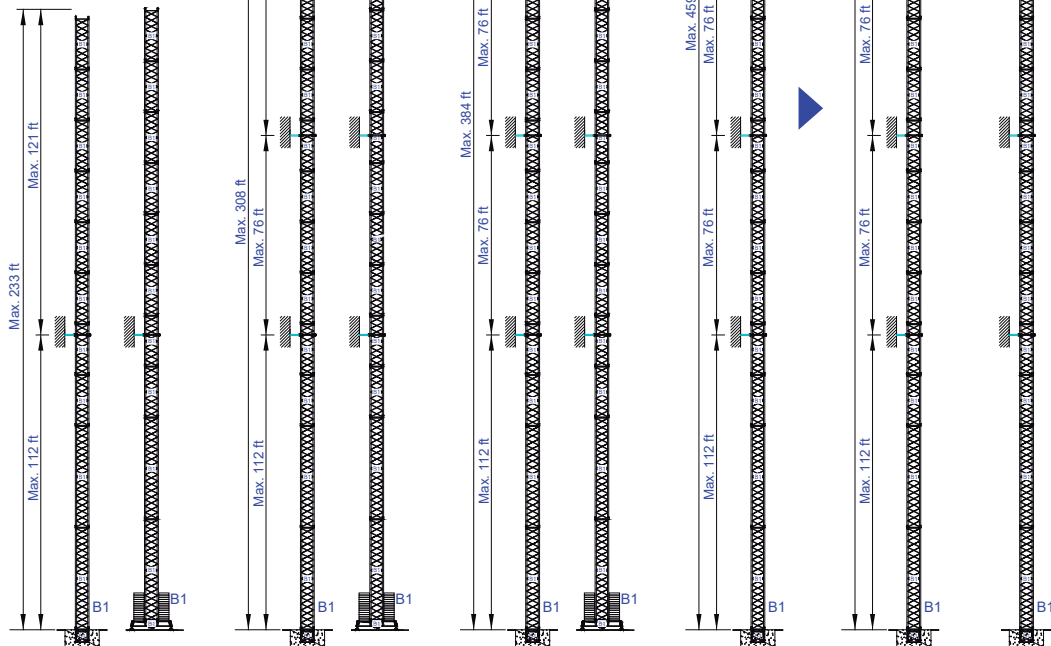 Max. 233 ft
Max. 121 ft
Max. 112 ft
B1
B1
Max. 308 ft
Max. 76 ft
Max. 112 ft
B1
B1
Max. 384 ft
Max. 76 ft
Max. 76 ft
Max. 112 ft
B1
B1
Max. 459
Max. 76 ft
Max. 76 ft
Max. 112 ft
B1
Max. 76 ft
Max. 76 ft
Max. 112 ft
B1
B1